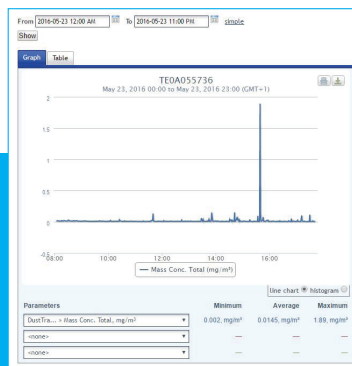 From 2016-05-23 12:00 AM To 2016-05-23 11:00 PM simple
Show
Graph Table
TE0A055736
May 23, 2016 00:00 to May 23, 2016 23:00 (GMT+1)
2
1.5
1
0.5
0
-0.5
08:00 10:00 12:00 14:00 16:00
Mass Conc. Total (mg/m³)
line chart histogram
Parameters Minimum Average Maximum
DustTra... » Mass Conc. Total, mg/m³ 0.002, mg/m³ 0.0145, mg/m³ 1.89, mg/m³
<none> — — —
<none> — — —